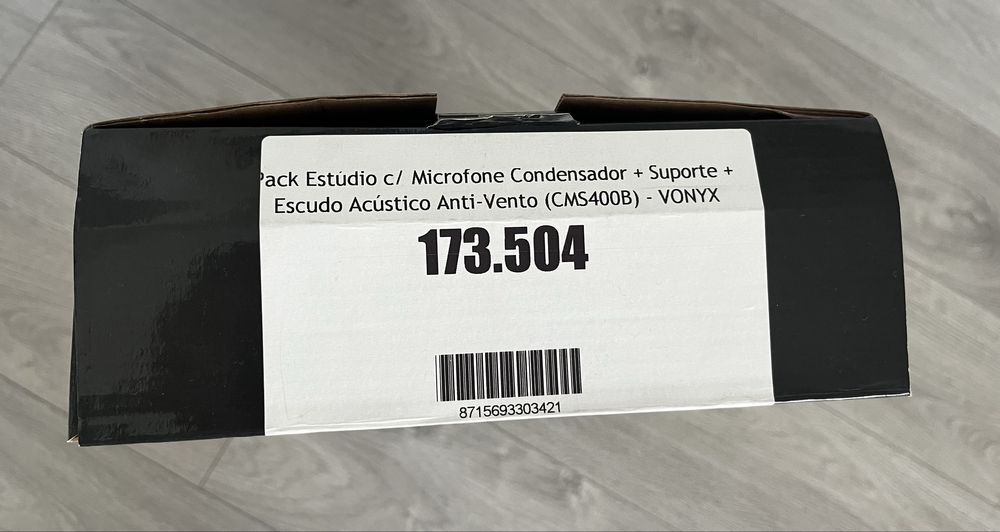 Pack Estúdio c/ Microfone Condensador + Suporte +
Escudo Acústico Anti-Vento (CMS400B) - VONYX
173.504
8715693303421